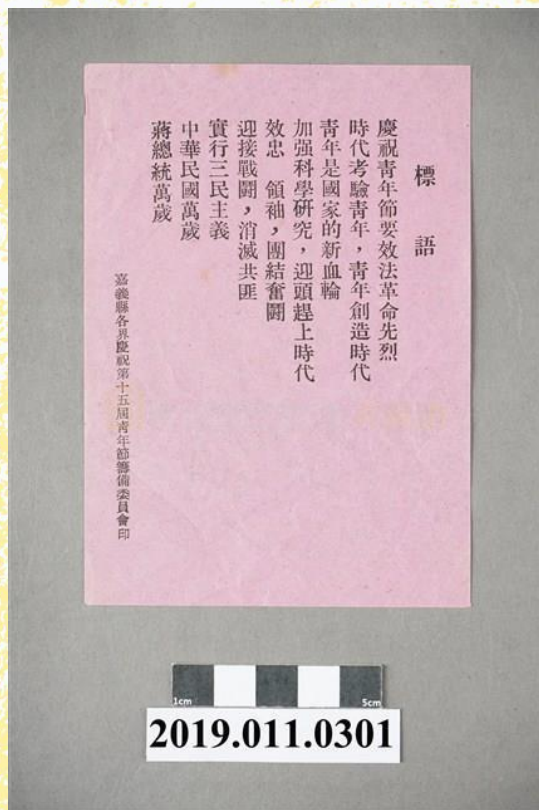 標語
慶祝青年節要效法革命先烈
時代考驗青年，青年創造時代
青年是國家的新血輪
加强科學研究，迎頭趕上時代
效忠　領袖，團結奮鬪
迎接戰鬪，消滅共匪
實行三民主義
中華民國萬歲
蔣總統萬歲
嘉義縣各界慶祝第十五屆青年節籌備委員會印
1cm 5cm
2019.011.0301